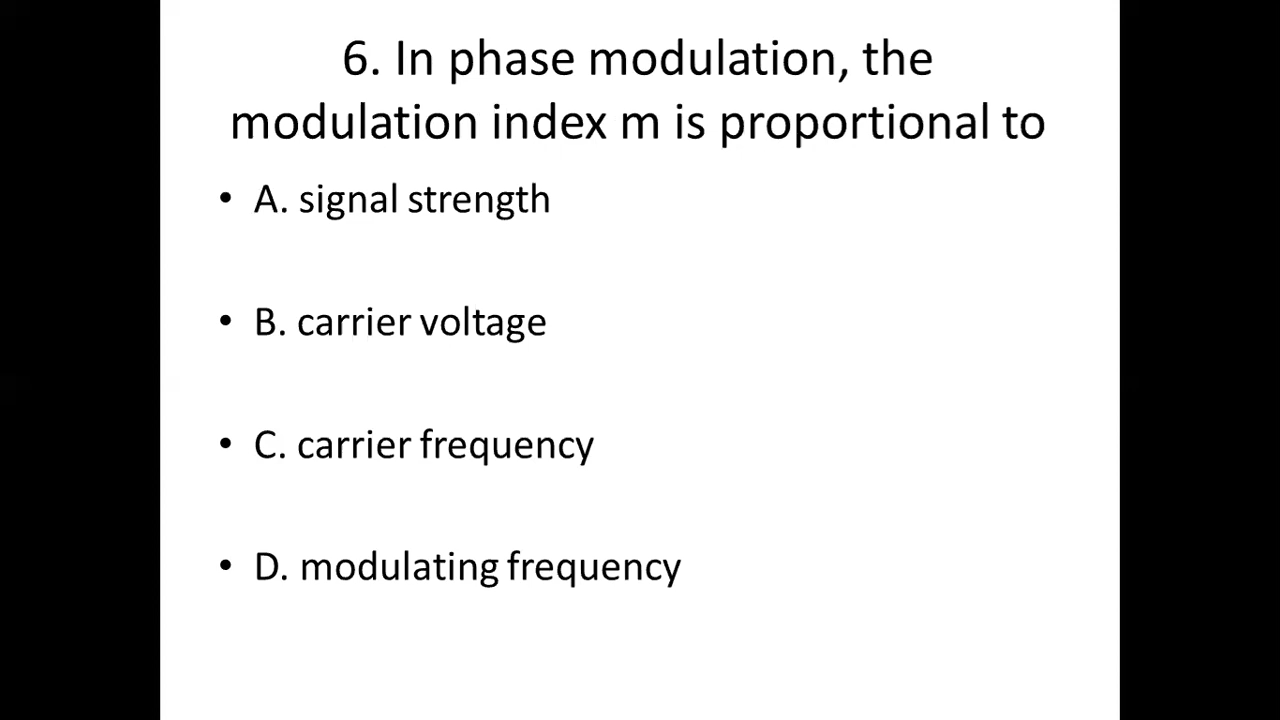 6. In phase modulation, the
modulation index m is proportional to
• A. signal strength
• B. carrier voltage
• C. carrier frequency
• D. modulating frequency